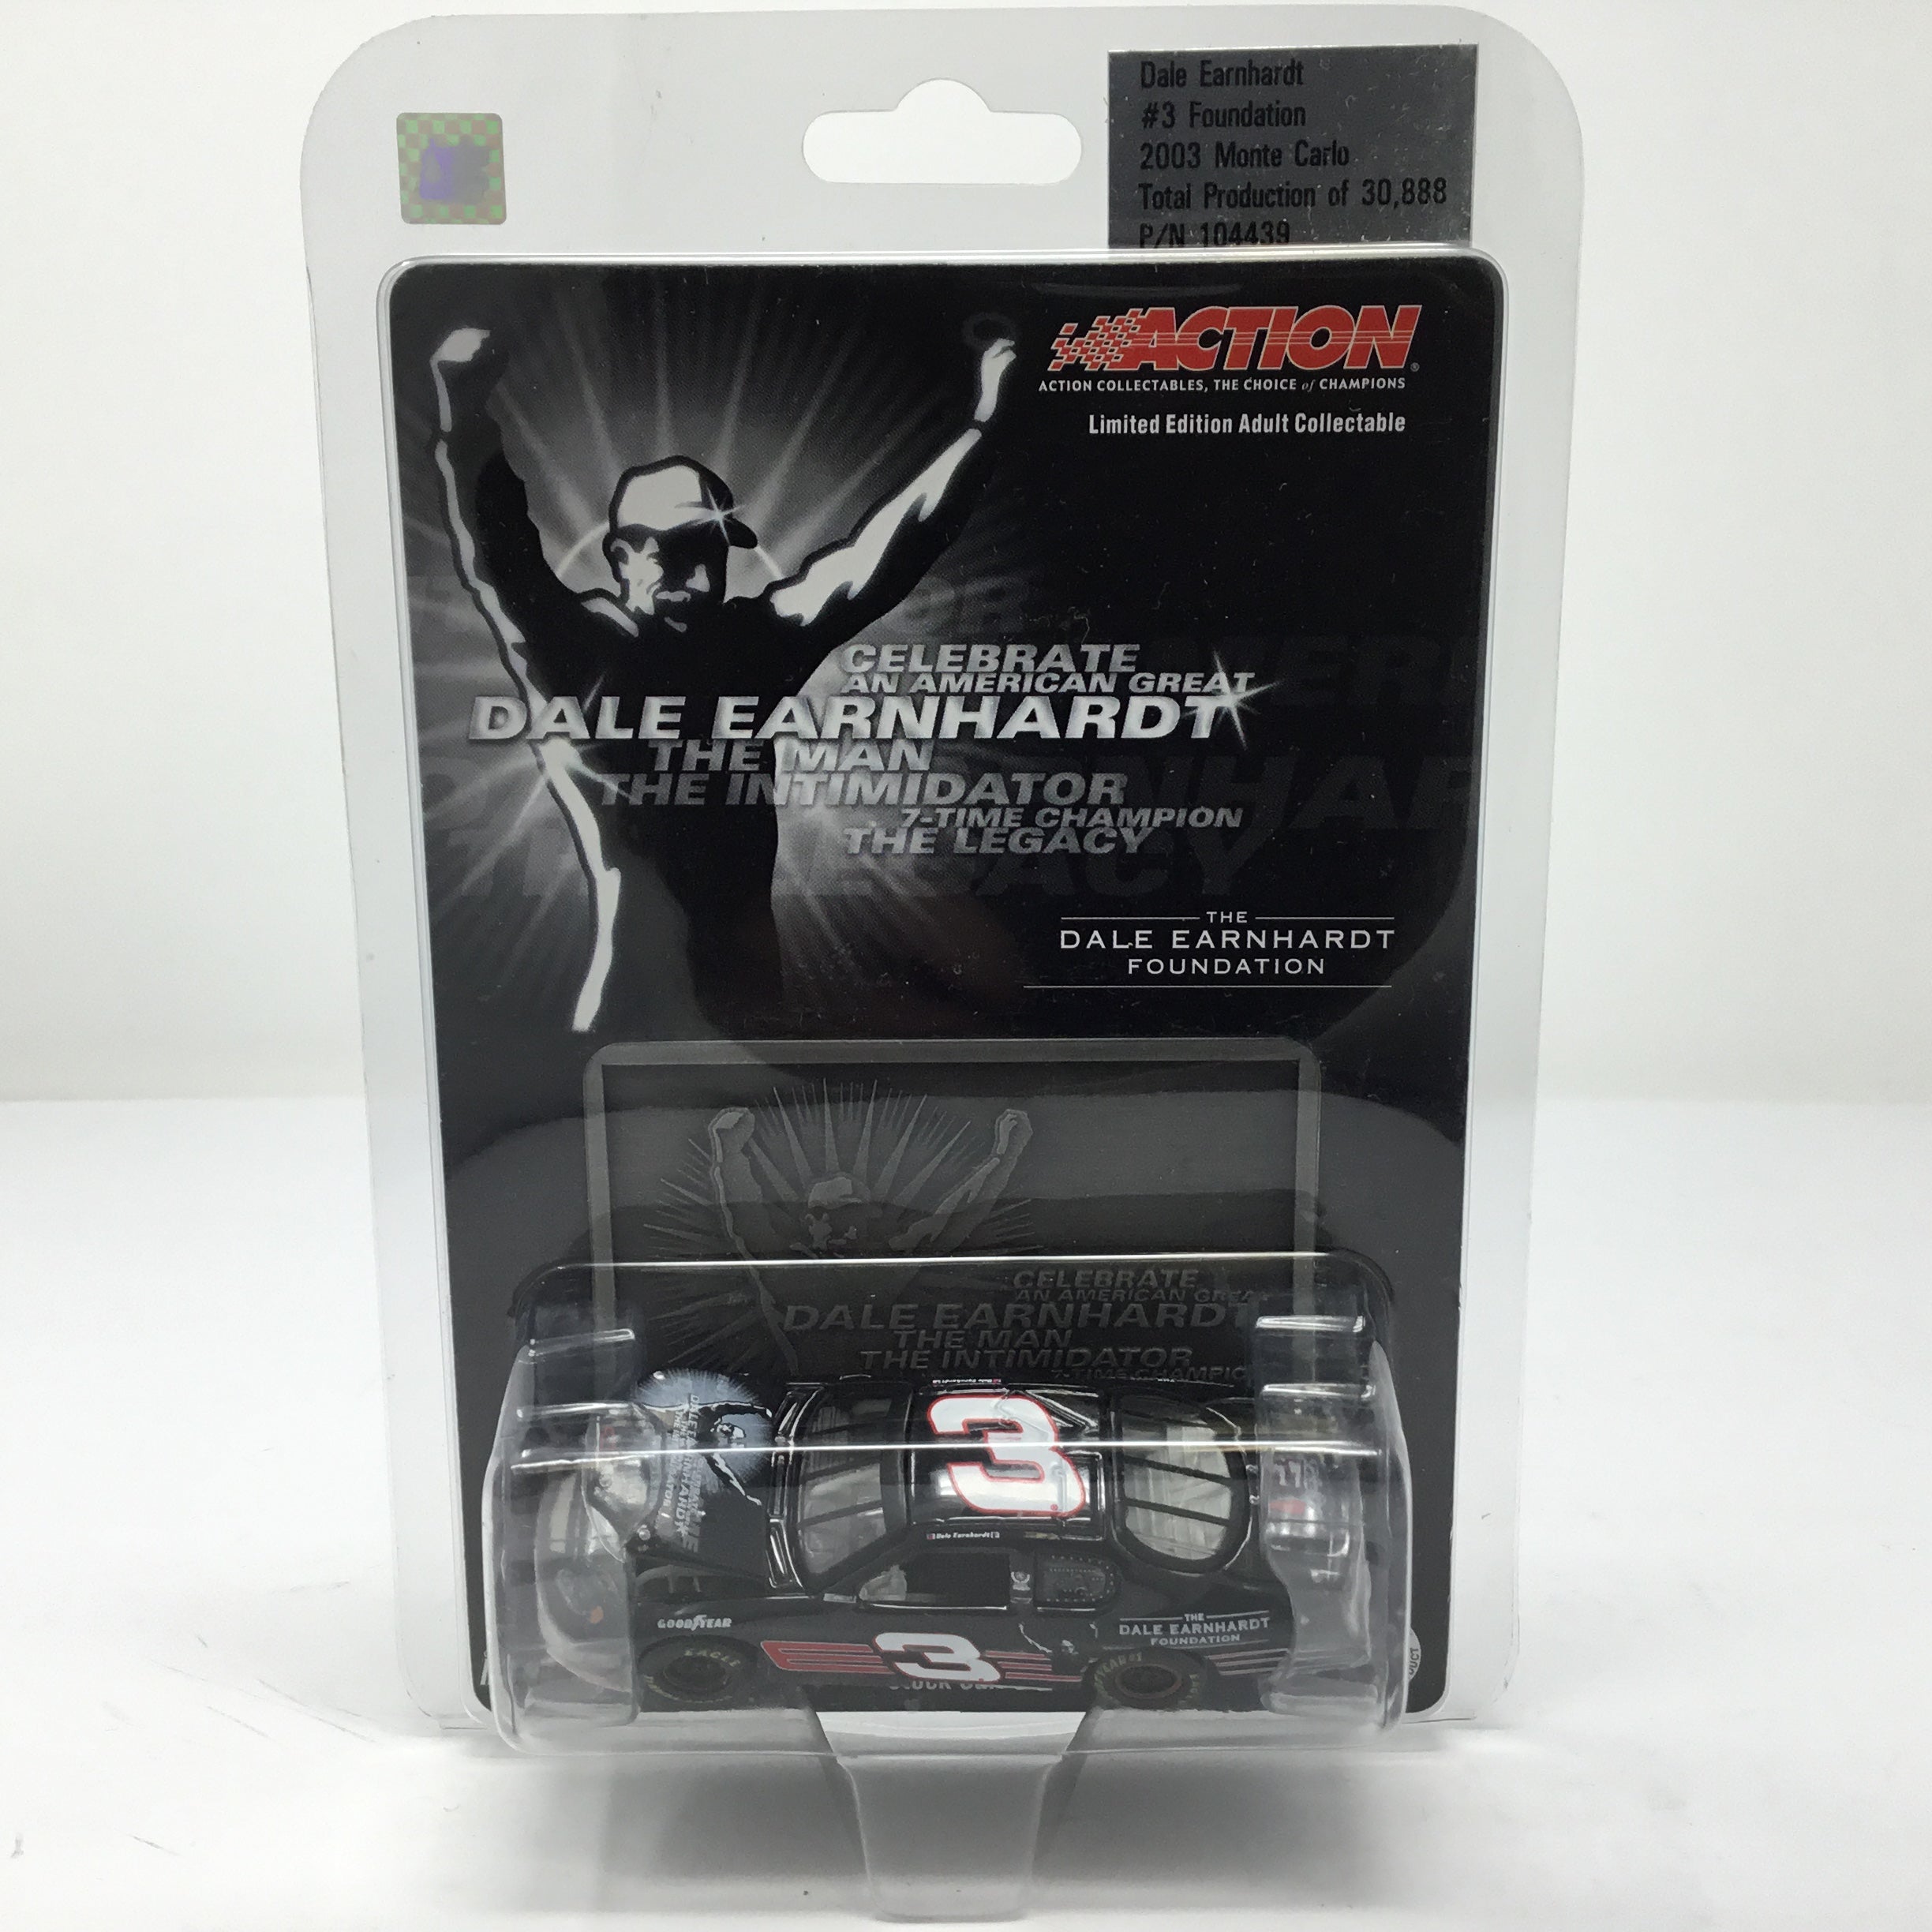 Dale Earnhardt
#3 Foundation
2003 Monte Carlo
Total Production of 30,888
P/N 104439
ACTION®
ACTION COLLECTABLES, THE CHOICE of CHAMPIONS
Limited Edition Adult Collectable
CELEBRATE
AN AMERICAN GREAT
DALE EARNHARDT
THE MAN
THE INTIMIDATOR
7-TIME CHAMPION
THE LEGACY
LEGACY
THE
DALE EARNHARDT
FOUNDATION
CELEBRATE
AN AMERICAN GREAT
DALE EARNHARDT
THE MAN
THE INTIMIDATOR
3
Dale Earnhardt
GOODYEAR
EAGLE
3
THE
DALE EARNHARDT
FOUNDATION